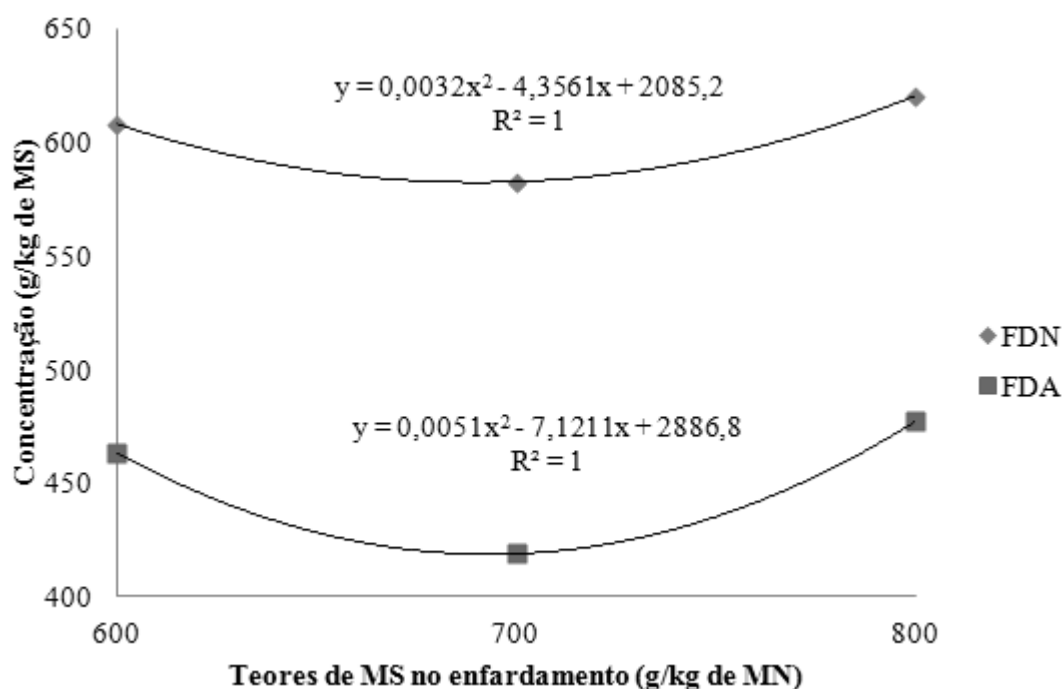 650
600
550
500
450
400
Concentração (g/kg de MS)
y = 0,0032x² - 4,3561x + 2085,2
R² = 1
FDN
FDA
y = 0,0051x² - 7,1211x + 2886,8
R² = 1
600 700 800
Teores de MS no enfardamento (g/kg de MN)